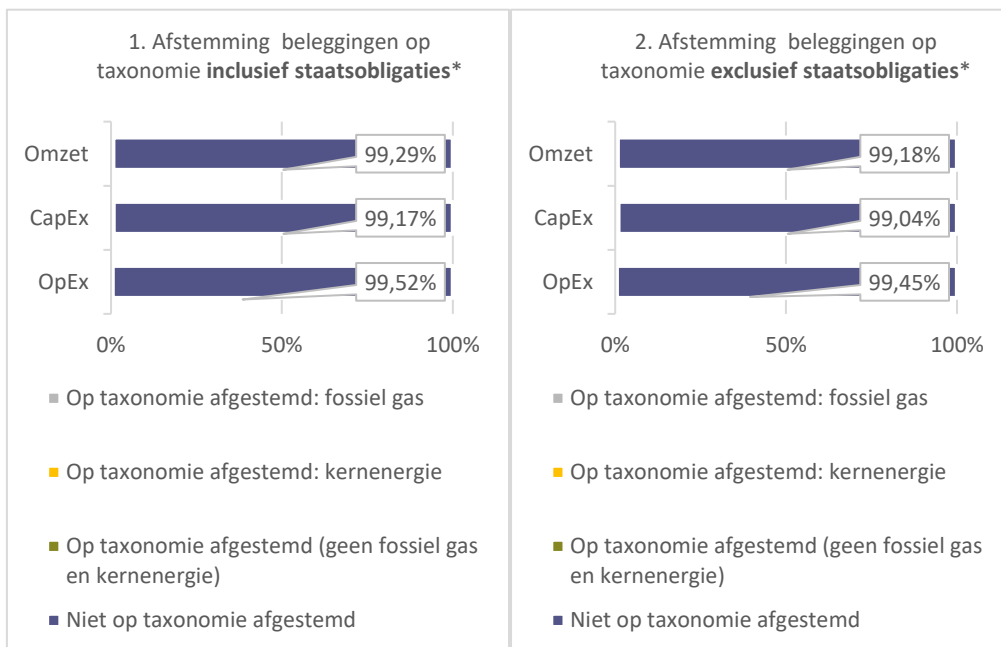 1. Afstemming beleggingen op
taxonomie inclusief staatsobligaties*
Omzet
99,29%
CapEx
99,17%
OpEx
99,52%
0%
50%
100%
Op taxonomie afgestemd: fossiel gas
Op taxonomie afgestemd: kernenergie
Op taxonomie afgestemd (geen fossiel gas
en kernenergie)
Niet op taxonomie afgestemd
2. Afstemming beleggingen op
taxonomie exclusief staatsobligaties*
Omzet
99,18%
CapEx
99,04%
OpEx
99,45%
0%
50%
100%
Op taxonomie afgestemd: fossiel gas
Op taxonomie afgestemd: kernenergie
Op taxonomie afgestemd (geen fossiel gas
en kernenergie)
Niet op taxonomie afgestemd